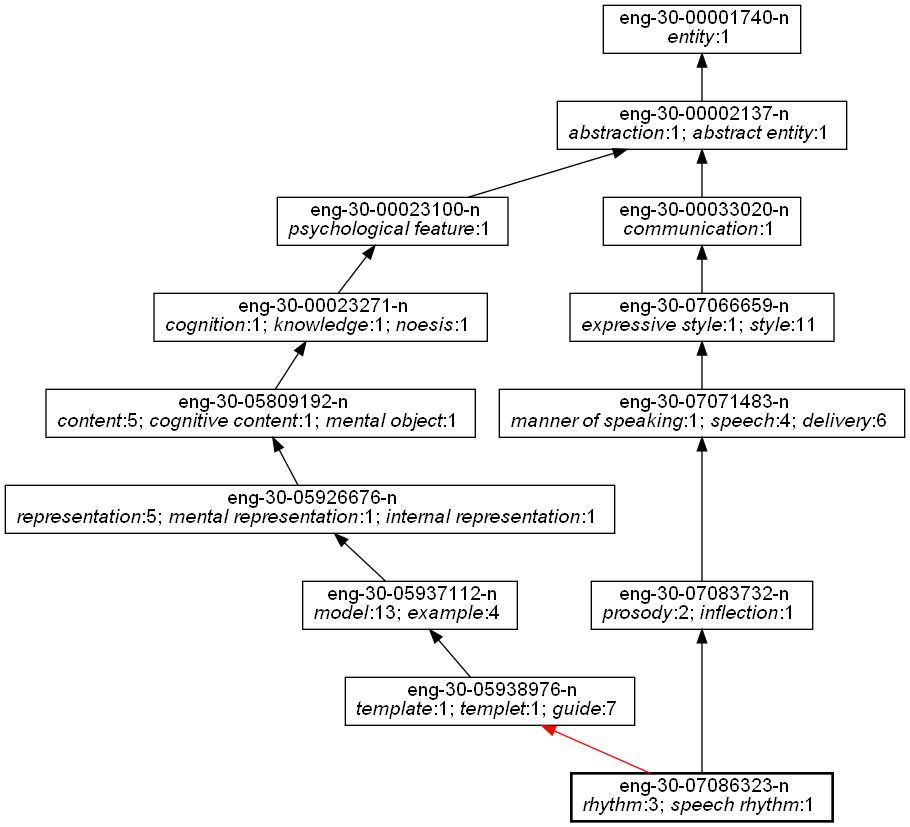 eng-30-00001740-n
entity:1
eng-30-00002137-n
abstraction:1; abstract entity:1
eng-30-00023100-n
psychological feature:1
eng-30-00033020-n
communication:1
eng-30-00023271-n
cognition:1; knowledge:1; noesis:1
eng-30-07066659-n
expressive style:1; style:11
eng-30-05809192-n
content:5; cognitive content:1; mental object:1
eng-30-07071483-n
manner of speaking:1; speech:4; delivery:6
eng-30-05926676-n
representation:5; mental representation:1; internal representation:1
eng-30-05937112-n
model:13; example:4
eng-30-07083732-n
prosody:2; inflection:1
eng-30-05938976-n
template:1; templet:1; guide:7
eng-30-07086323-n
rhythm:3; speech rhythm:1